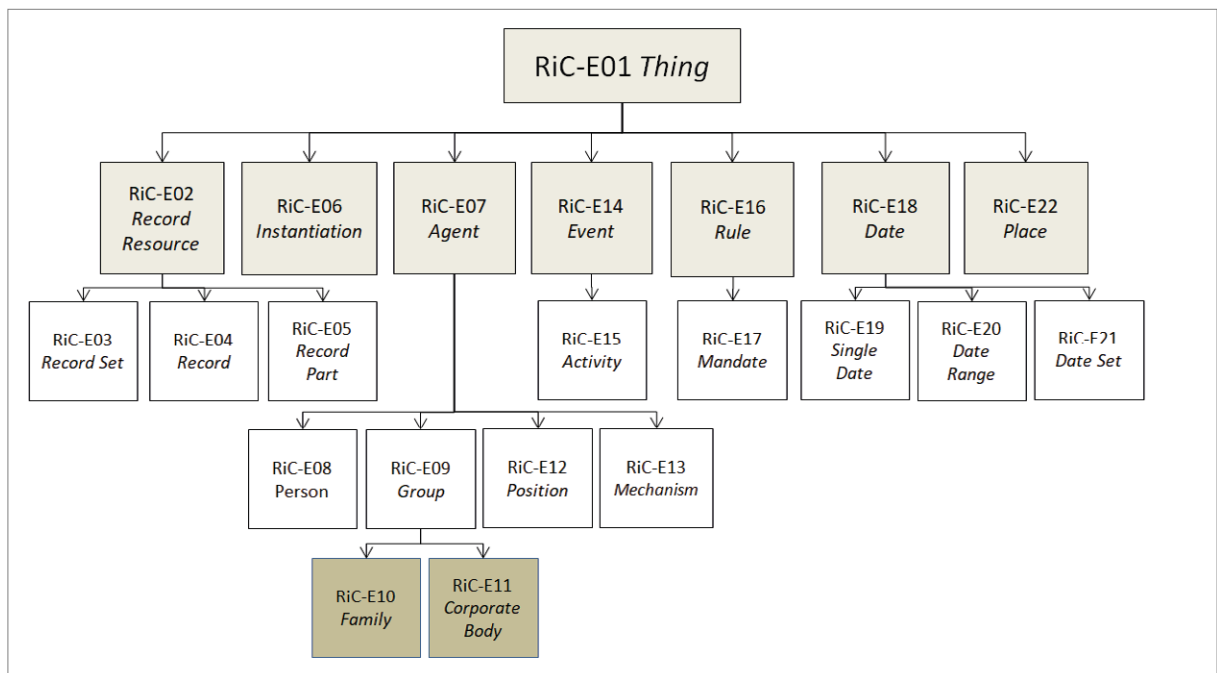 RiC-E01 Thing
RiC-E02
Record
Resource
RiC-E06
Instantiation
RiC-E07
Agent
RiC-E14
Event
RiC-E16
Rule
RiC-E18
Date
RiC-E22
Place
RiC-E03
Record Set
RiC-E04
Record
RiC-E05
Record
Part
RiC-E15
Activity
RiC-E17
Mandate
RiC-E19
Single
Date
RiC-E20
Date
Range
RiC-E21
Date Set
RiC-E08
Person
RiC-E09
Group
RiC-E12
Position
RiC-E13
Mechanism
RiC-E10
Family
RiC-E11
Corporate
Body